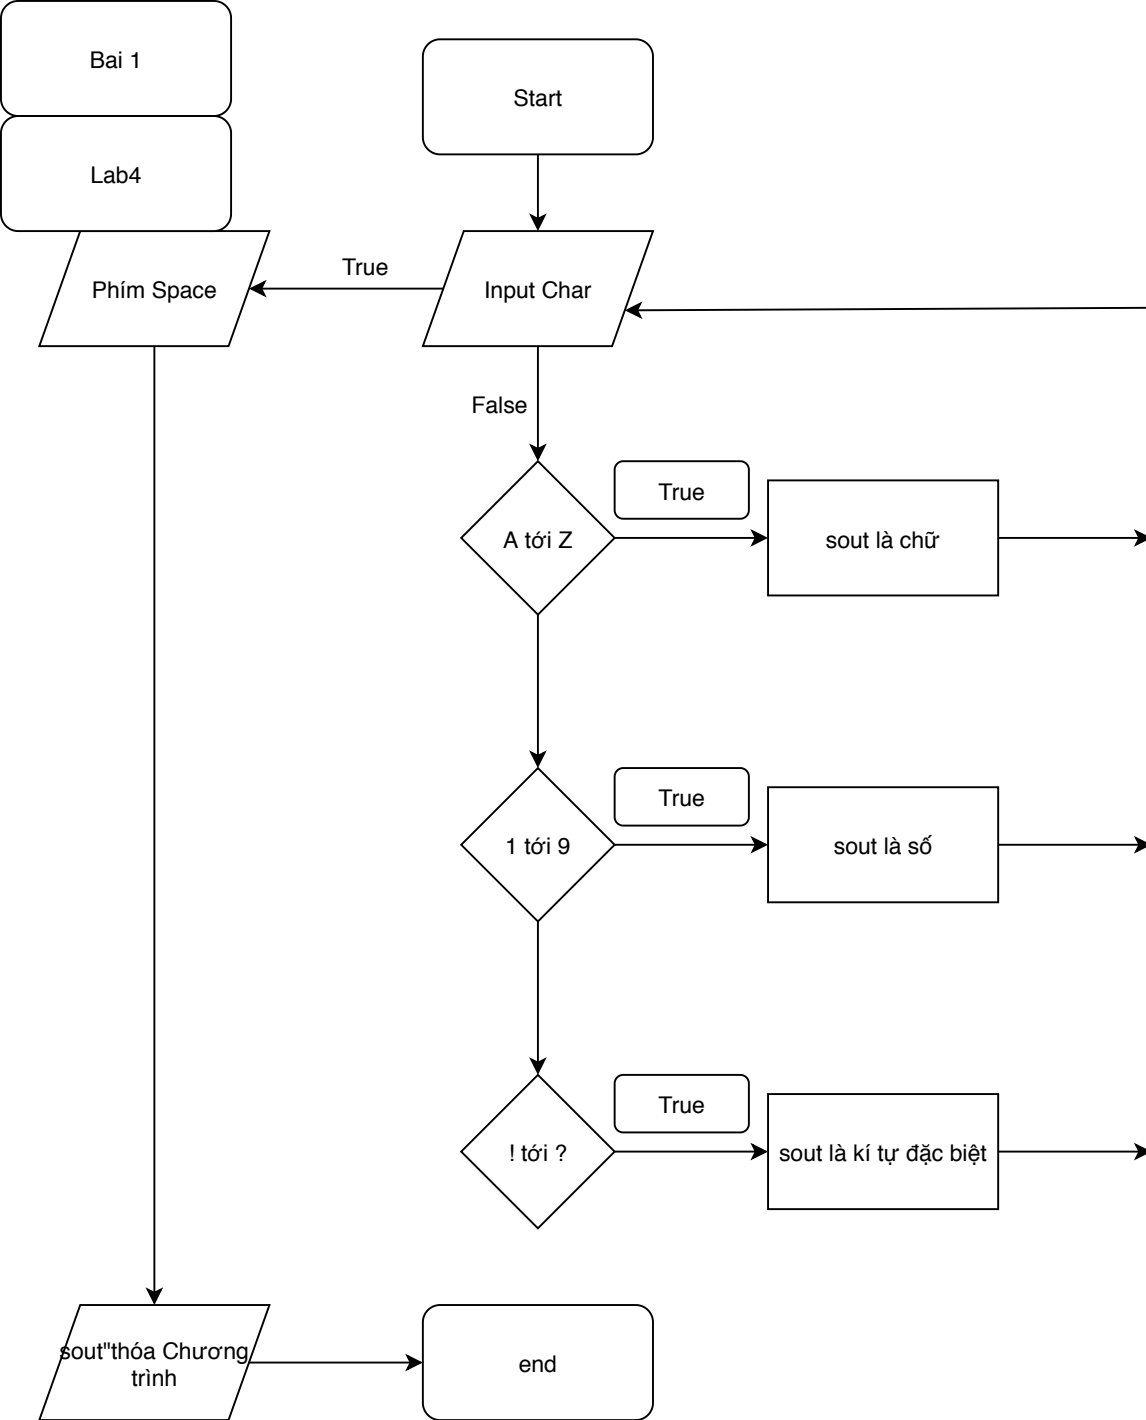 Bai 1
Start
Lab4
Phím Space
True
Input Char
False
A tới Z
True
sout là chữ
1 tới 9
True
sout là số
! tới ?
True
sout là kí tự đặc biệt
sout"thóa Chương
trình
end